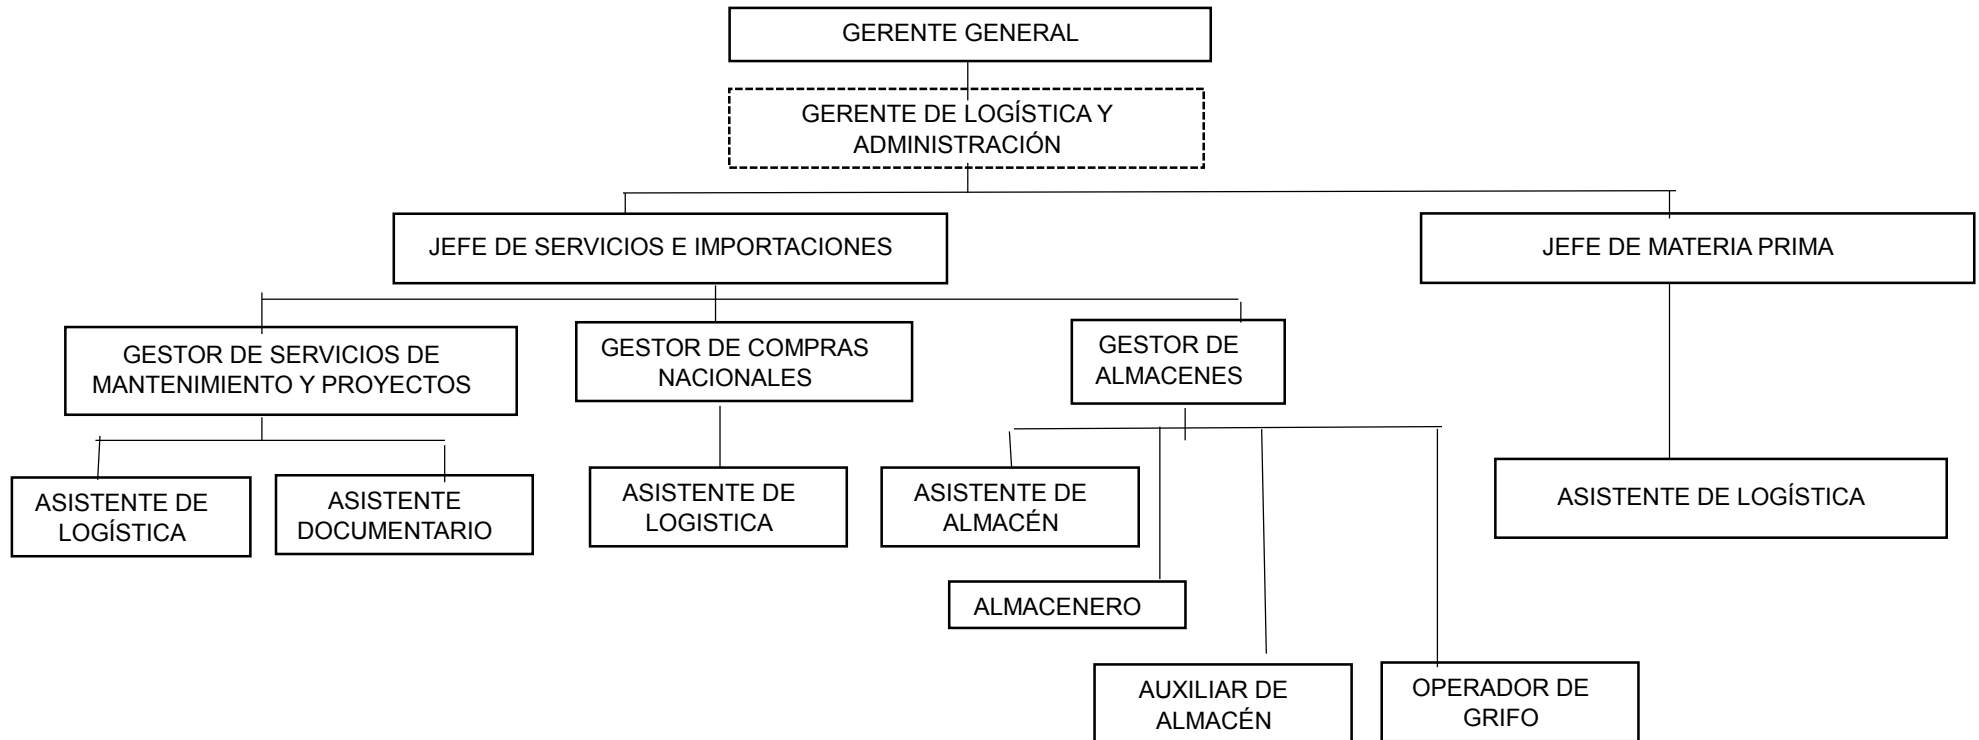 GERENTE GENERAL
GERENTE DE LOGÍSTICA Y
ADMINISTRACIÓN
JEFE DE SERVICIOS E IMPORTACIONES
JEFE DE MATERIA PRIMA
GESTOR DE SERVICIOS DE
MANTENIMIENTO Y PROYECTOS
GESTOR DE COMPRAS
NACIONALES
GESTOR DE
ALMACENES
ASISTENTE DE
LOGÍSTICA
ASISTENTE
DOCUMENTARIO
ASISTENTE DE
LOGISTICA
ASISTENTE DE
ALMACÉN
ASISTENTE DE LOGÍSTICA
ALMACENERO
AUXILIAR DE
ALMACÉN
OPERADOR DE
GRIFO